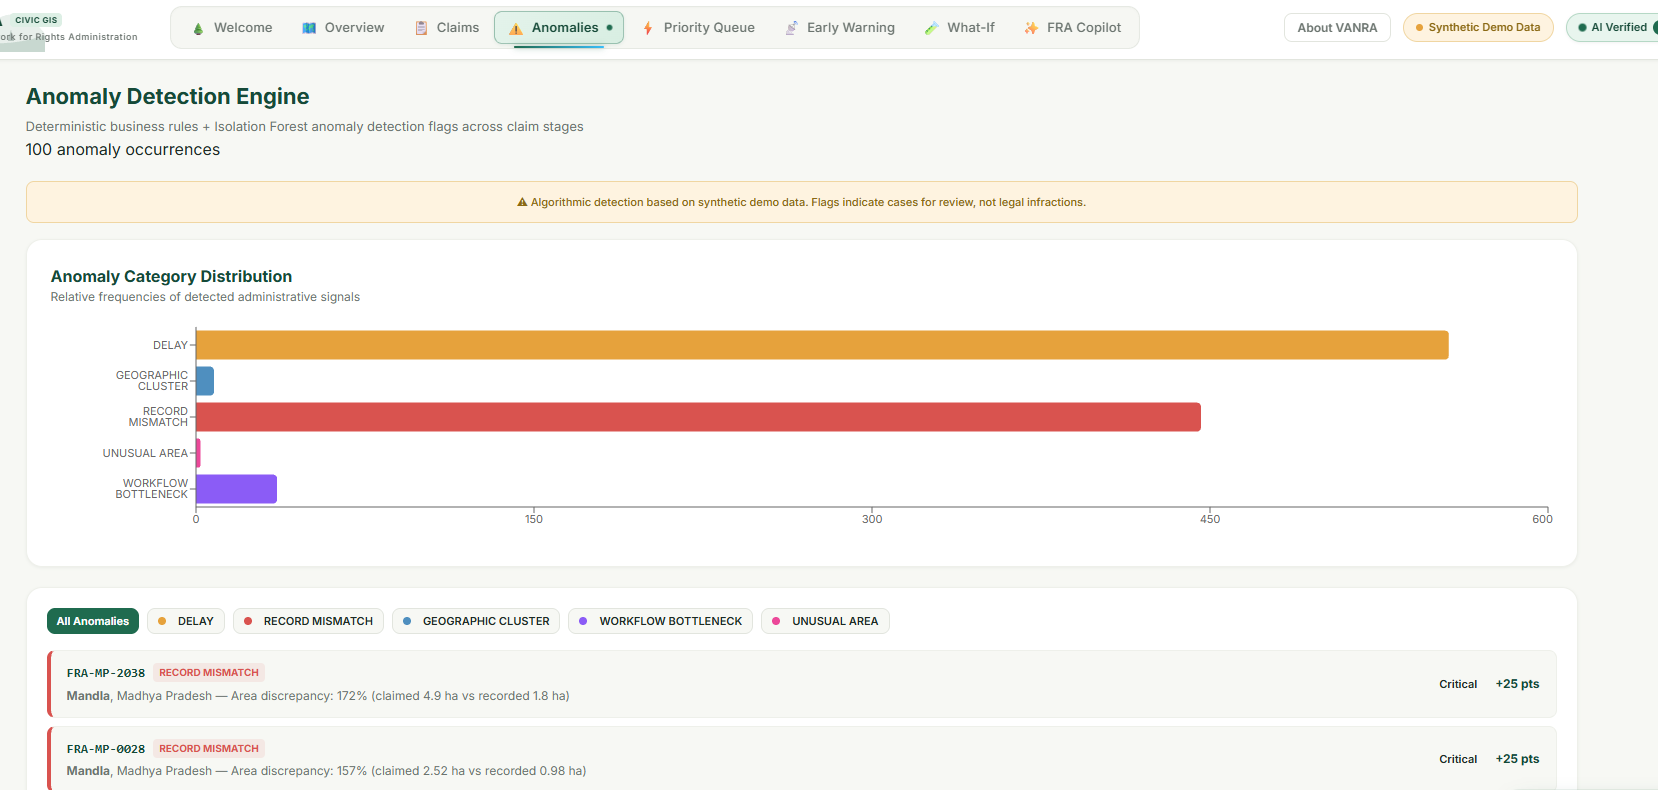 CIVIC GIS
for Rights Administration
Welcome
Overview
Claims
Anomalies
Priority Queue
Early Warning
What-If
FRA Copilot
About VANRA
Synthetic Demo Data
AI Verified
Anomaly Detection Engine
Deterministic business rules + Isolation Forest anomaly detection flags across claim stages
100 anomaly occurrences
Algorithmic detection based on synthetic demo data. Flags indicate cases for review, not legal infractions.
Anomaly Category Distribution
Relative frequencies of detected administrative signals
DELAY
GEOGRAPHIC
CLUSTER
RECORD
MISMATCH
UNUSUAL AREA
WORKFLOW
BOTTLENECK
0 150 300 450 600
All Anomalies
DELAY
RECORD MISMATCH
GEOGRAPHIC CLUSTER
WORKFLOW BOTTLENECK
UNUSUAL AREA
FRA-MP-2038 RECORD MISMATCH
Mandla, Madhya Pradesh — Area discrepancy: 172% (claimed 4.9 ha vs recorded 1.8 ha)
Critical +25 pts
FRA-MP-0028 RECORD MISMATCH
Mandla, Madhya Pradesh — Area discrepancy: 157% (claimed 2.52 ha vs recorded 0.98 ha)
Critical +25 pts